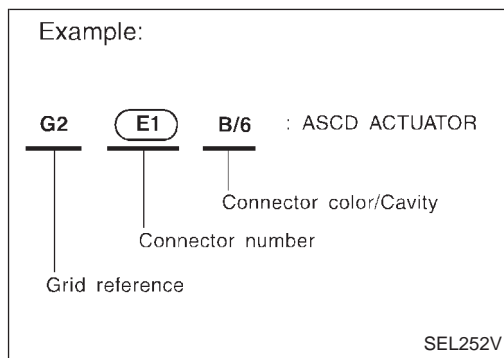 Example:
G2 E1 B/6 : ASCD ACTUATOR
Connector color/Cavity
Connector number
Grid reference
SEL252V